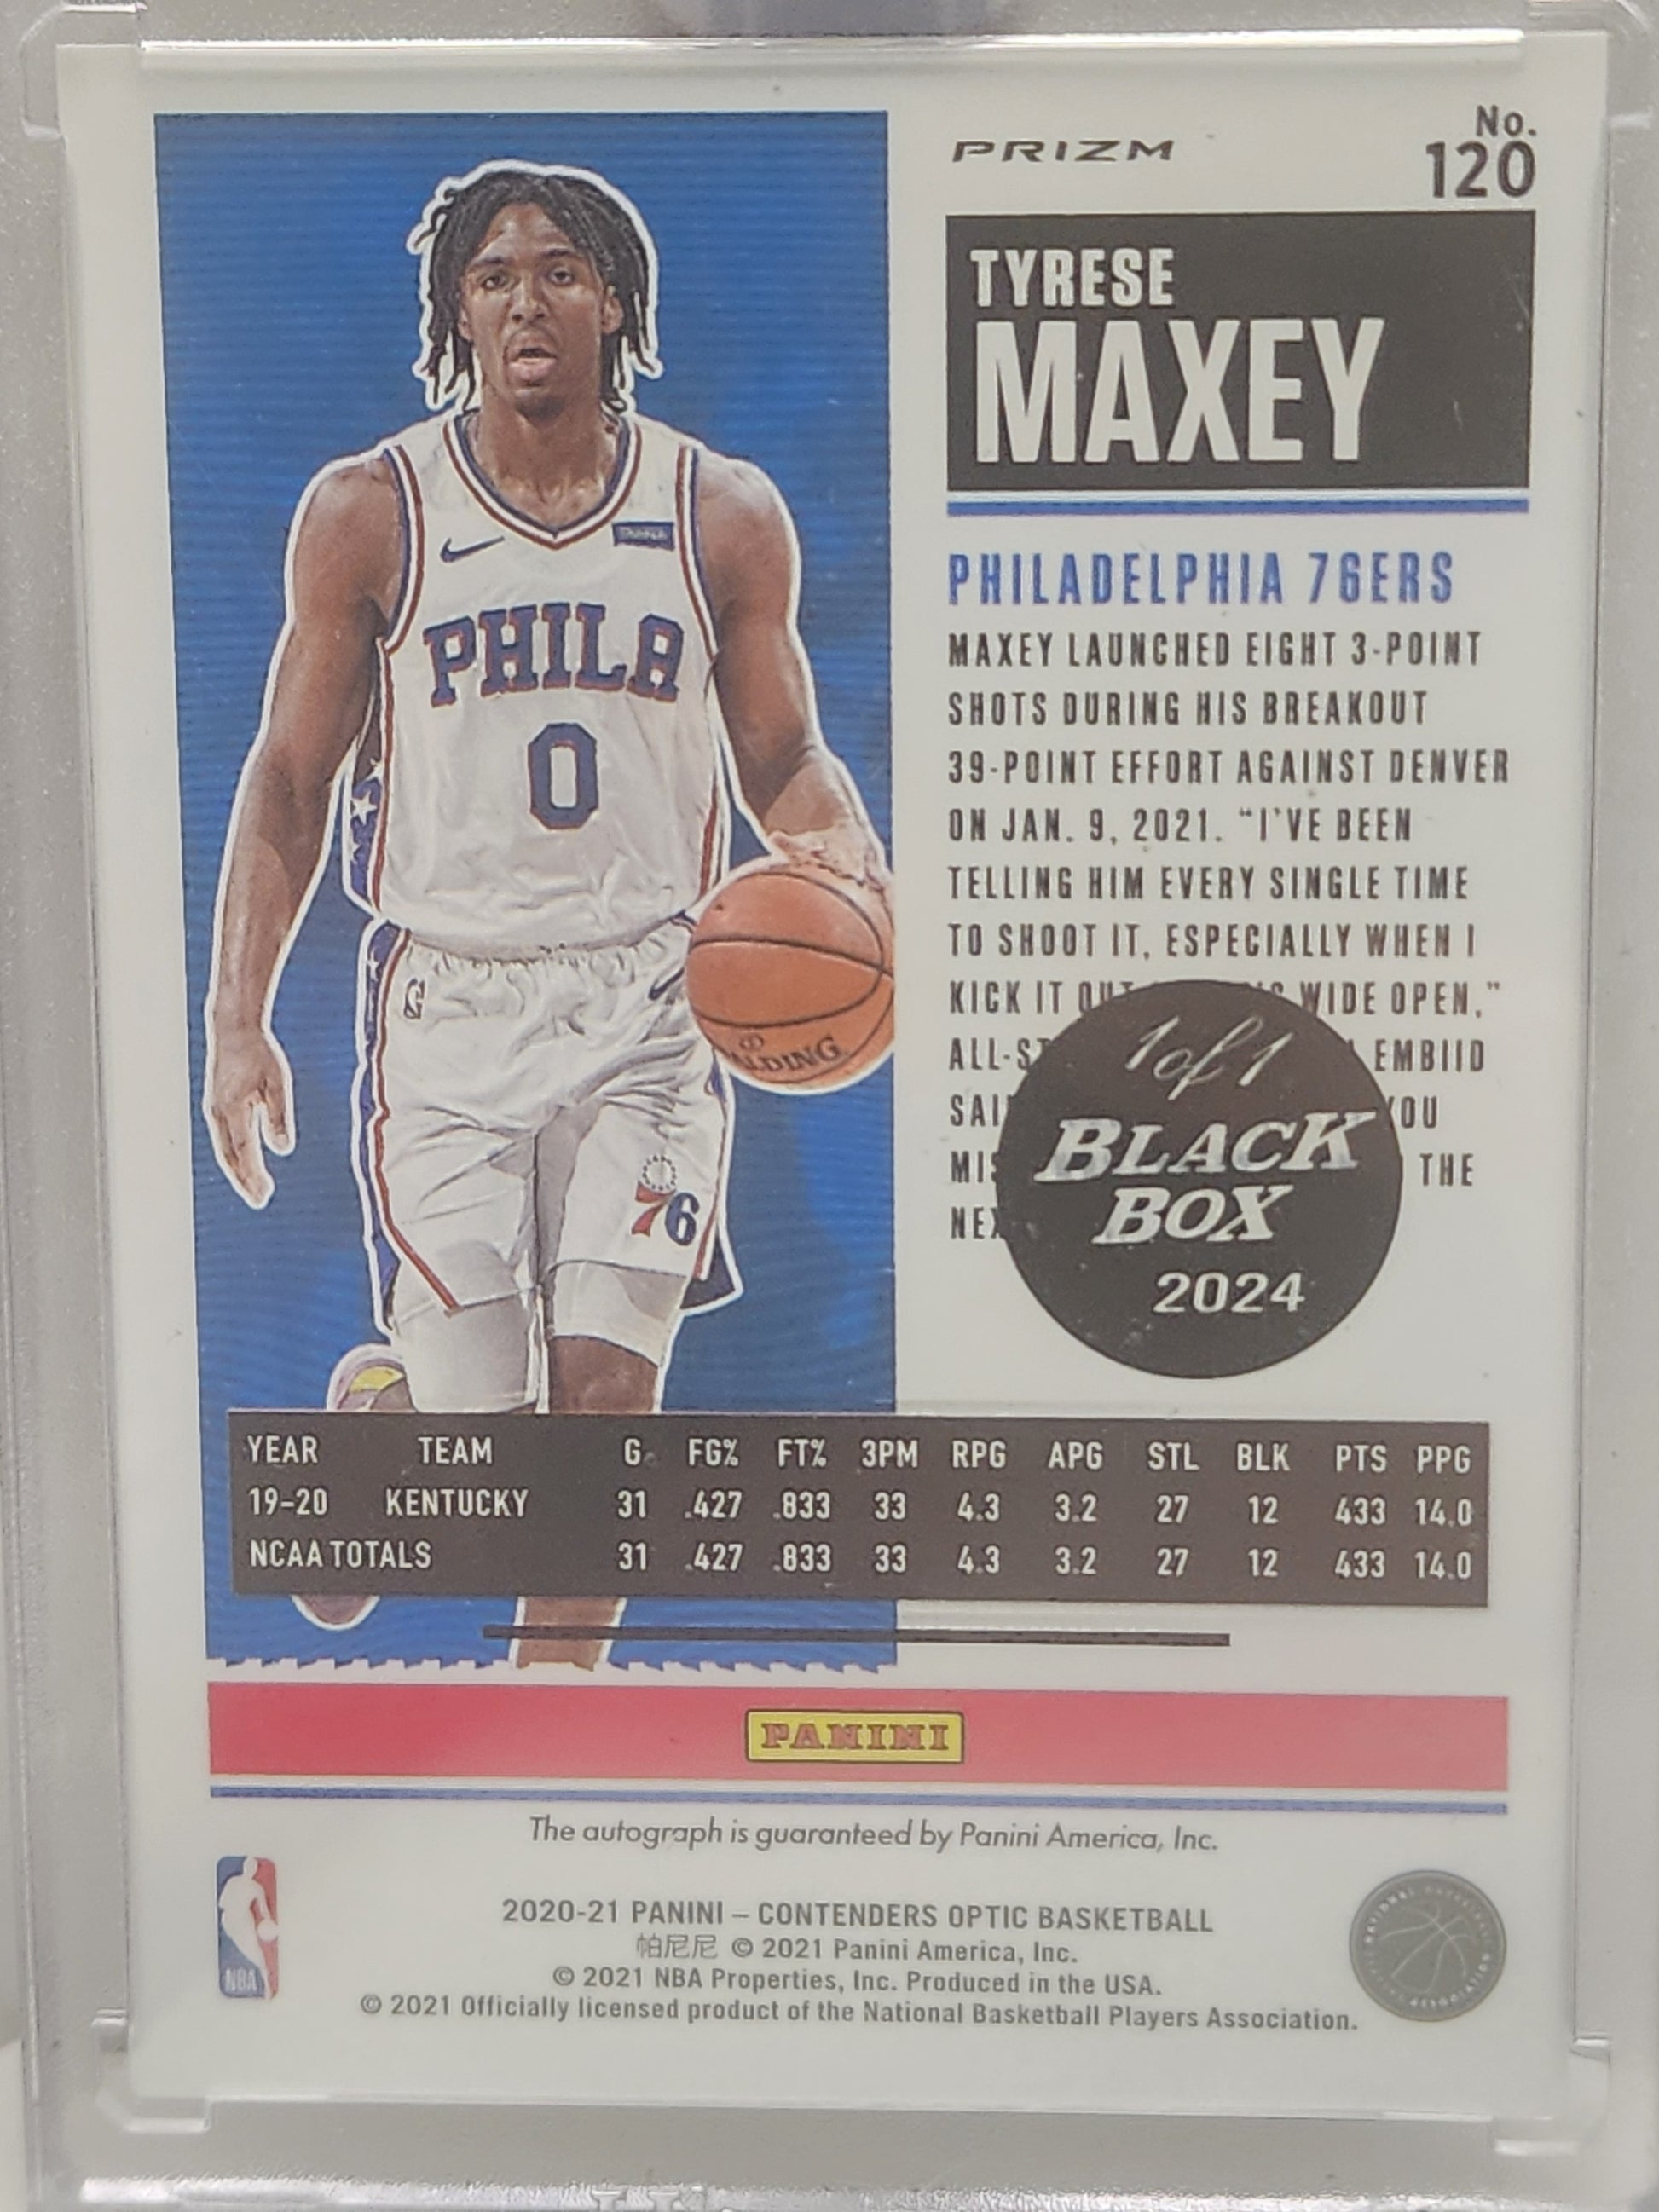 PRIZM
No.
120
TYRESE
MAXEY
PHILADELPHIA 76ERS
MAXEY LAUNCHED EIGHT 3-POINT
SHOTS DURING HIS BREAKOUT
39-POINT EFFORT AGAINST DENVER
ON JAN. 9, 2021. “I’VE BEEN
TELLING HIM EVERY SINGLE TIME
TO SHOOT IT, ESPECIALLY WHEN I
KICK IT WIDE OPEN,”
EMBIID
THE
1 of 1
BLACK
BOX
2024
PHILA
0
SPALDING
76
YEAR TEAM G FG% FT% 3PM RPG APG STL BLK PTS PPG
19-20 KENTUCKY 31 .427 .833 33 4.3 3.2 27 12 433 14.0
NCAA TOTALS 31 .427 .833 33 4.3 3.2 27 12 433 14.0
PANINI
The autograph is guaranteed by Panini America, Inc.
2020-21 PANINI – CONTENDERS OPTIC BASKETBALL
帕尼尼 © 2021 Panini America, Inc.
© 2021 NBA Properties, Inc. Produced in the USA.
© 2021 Officially licensed product of the National Basketball Players Association.
NBA